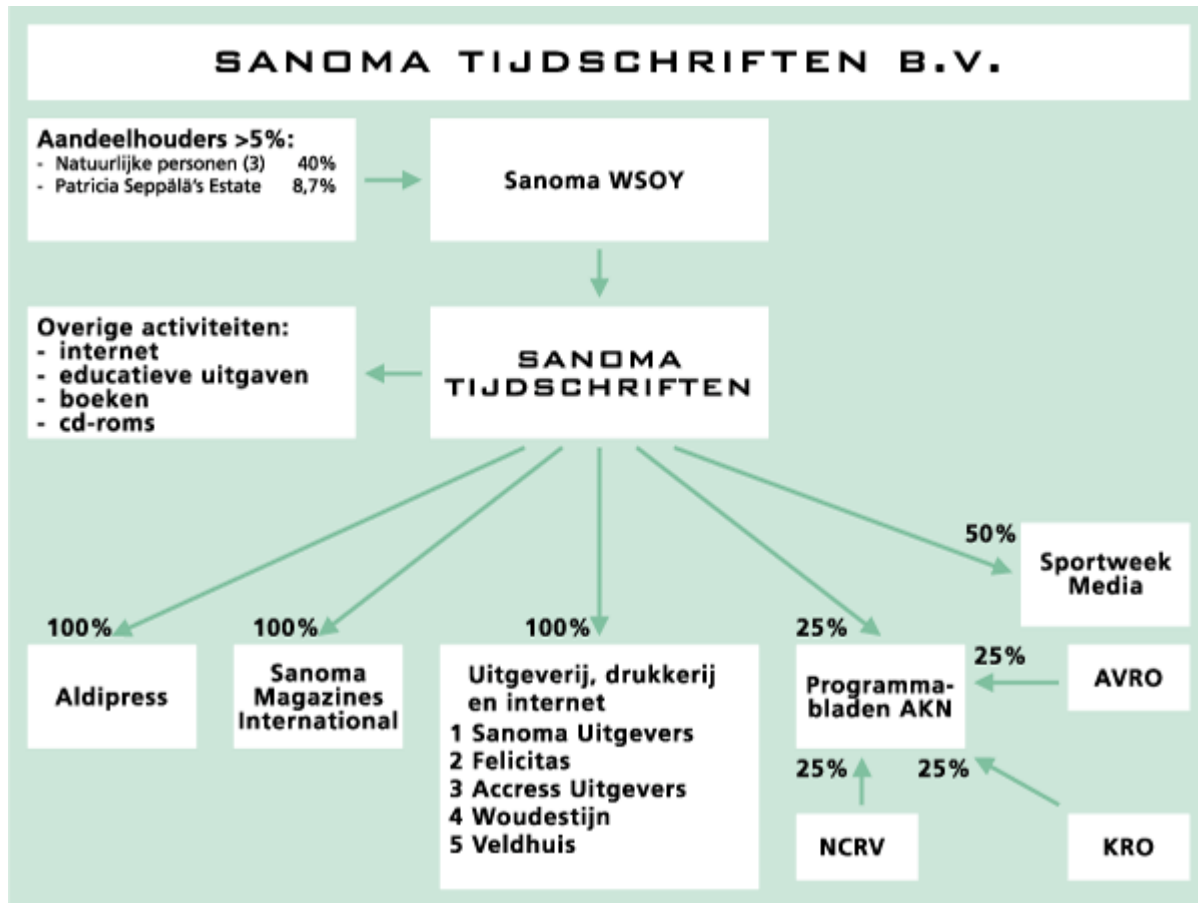 SANOMA TIJDSCHRIFTEN B.V.
Aandeelhouders >5%:
- Natuurlijke personen (3) 40%
- Patricia Seppälä's Estate 8,7%
Sanoma WSOY
Overige activiteiten:
- internet
- educatieve uitgaven
- boeken
- cd-roms
SANOMA
TIJDSCHRIFTEN
50%
Sportweek
Media
100%
Aldipress
100%
Sanoma
Magazines
International
100%
Uitgeverij, drukkerij
en internet
1 Sanoma Uitgevers
2 Felicitas
3 Accress Uitgevers
4 Woudestijn
5 Veldhuis
25%
Programma-
bladen AKN
25%
AVRO
25%
NCRV
25%
KRO